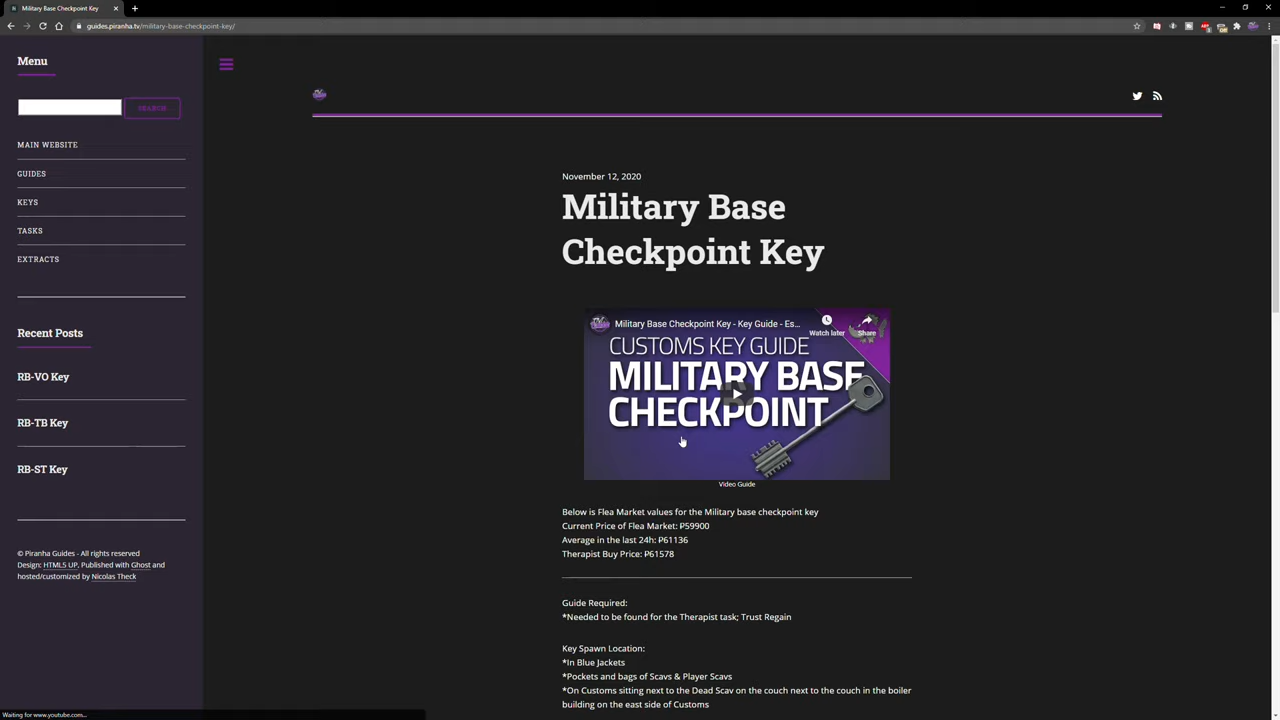 Military Base Checkpoint Key
guides.piranha.tv/military-base-checkpoint-key/
Menu
SEARCH
MAIN WEBSITE
GUIDES
KEYS
TASKS
EXTRACTS
Recent Posts
RB-VO Key
RB-TB Key
RB-ST Key
© Piranha Guides - All rights reserved
Design: HTML5 UP, Published with Ghost and
hosted/customized by Nicolas Theck
November 12, 2020
Military Base
Checkpoint Key
Military Base Checkpoint Key - Key Guide - Es...
Watch later
Share
CUSTOMS KEY GUIDE
MILITARY BASE
CHECKPOINT
Video Guide
Below is Flea Market values for the Military base checkpoint key
Current Price of Flea Market: ₽59900
Average in the last 24h: ₽61136
Therapist Buy Price: ₽61578
Guide Required:
*Needed to be found for the Therapist task; Trust Regain
Key Spawn Location:
*In Blue Jackets
*Pockets and bags of Scavs & Player Scavs
*On Customs sitting next to the Dead Scav on the couch next to the couch in the boiler
building on the east side of Customs
Waiting for www.youtube.com...